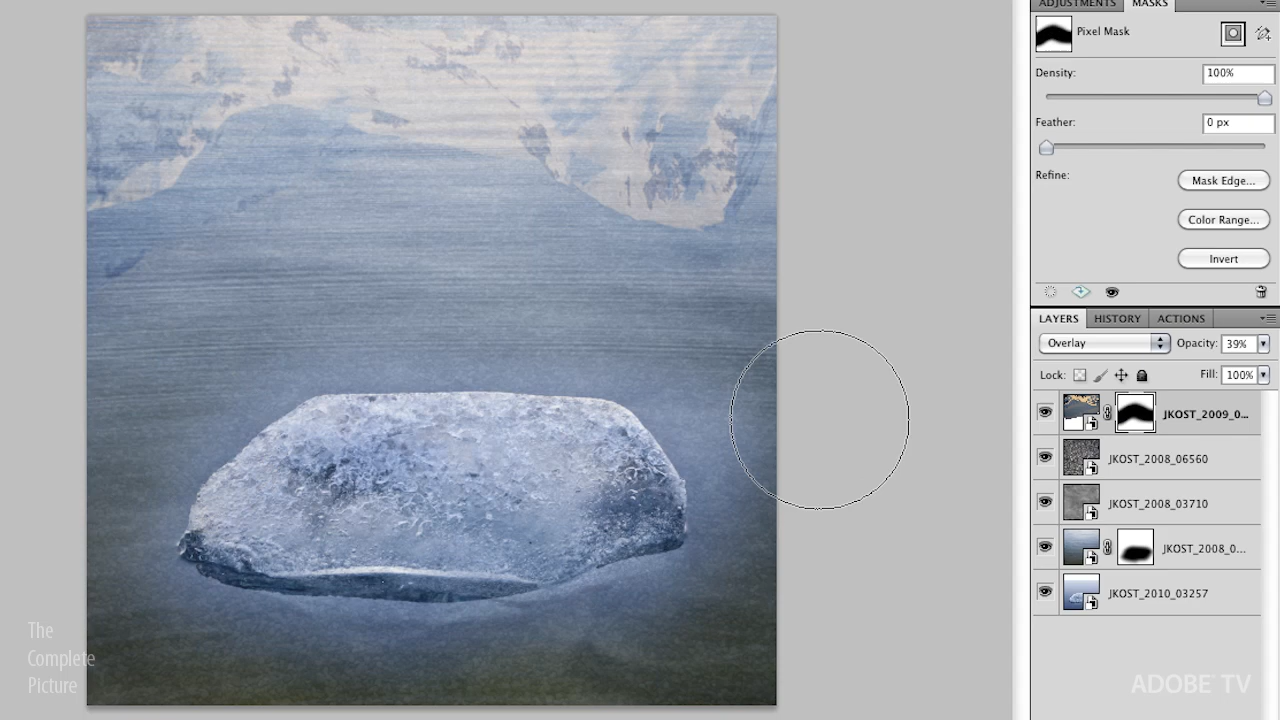 ADJUSTMENTS MASKS
Pixel Mask
Density: 100%
Feather: 0 px
Refine:
Mask Edge...
Color Range...
Invert
LAYERS HISTORY ACTIONS
Overlay Opacity: 39%
Lock: Fill: 100%
JKOST_2009_0...
JKOST_2008_06560
JKOST_2008_03710
JKOST_2008_0...
JKOST_2010_03257
The
Complete
Picture
ADOBE TV